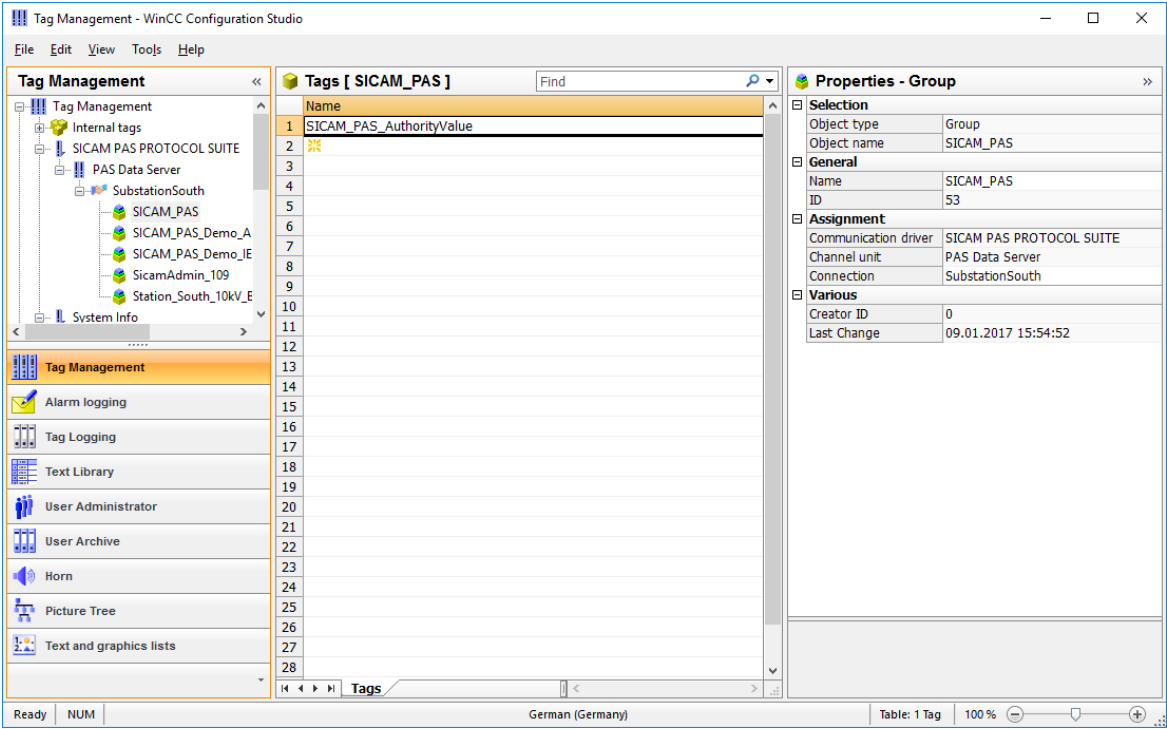 Tag Management - WinCC Configuration Studio
File Edit View Tools Help
Tag Management «
Tag Management
Internal tags
SICAM PAS PROTOCOL SUITE
PAS Data Server
SubstationSouth
SICAM_PAS
SICAM_PAS_Demo_A
SICAM_PAS_Demo_IE
SicamAdmin_109
Station_South_10kV_E
System Info
Tag Management
Alarm logging
Tag Logging
Text Library
User Administrator
User Archive
Horn
Picture Tree
Text and graphics lists
Tags [ SICAM_PAS ] Find
Name
1 SICAM_PAS_AuthorityValue
2
3
4
5
6
7
8
9
10
11
12
13
14
15
16
17
18
19
20
21
22
23
24
25
26
27
28
Tags
Properties - Group »
Selection
Object type Group
Object name SICAM_PAS
General
Name SICAM_PAS
ID 53
Assignment
Communication driver SICAM PAS PROTOCOL SUITE
Channel unit PAS Data Server
Connection SubstationSouth
Various
Creator ID 0
Last Change 09.01.2017 15:54:52
Ready NUM German (Germany) Table: 1 Tag 100 %